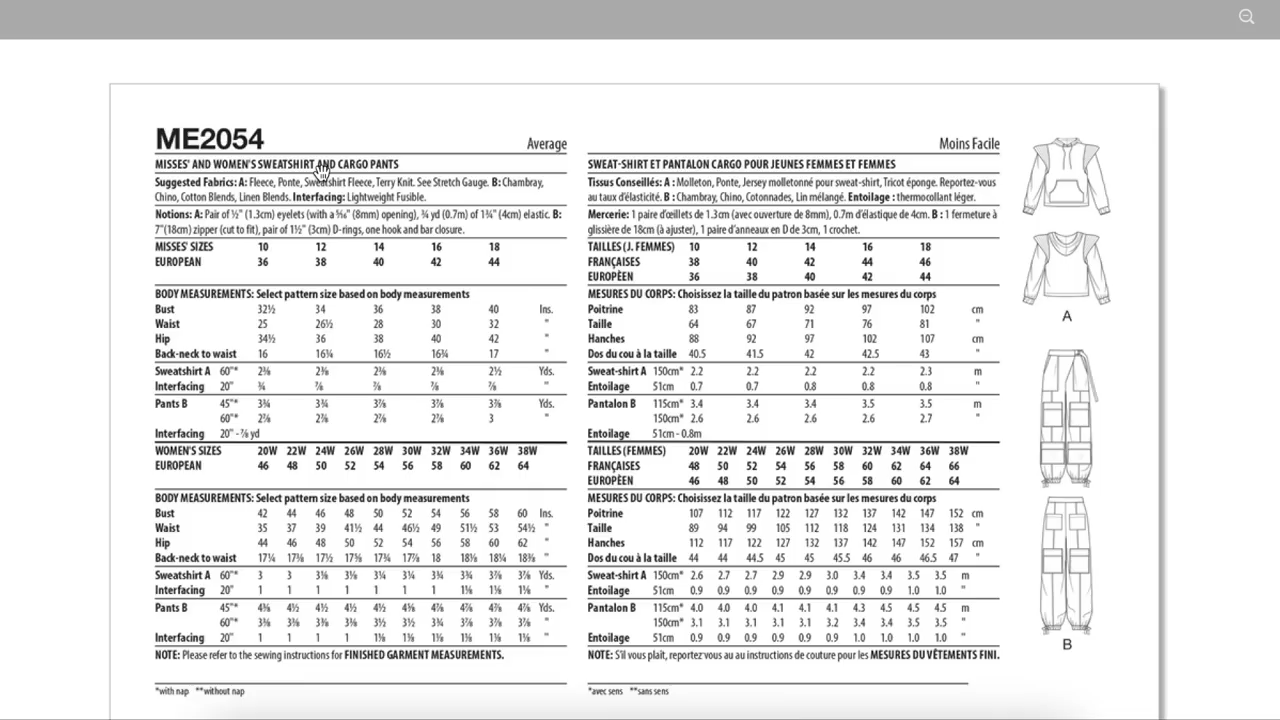 ME2054
Average
MISSES' AND WOMEN'S SWEATSHIRT AND CARGO PANTS
Suggested Fabrics: A: Fleece, Ponte, Sweatshirt Fleece, Terry Knit. See Stretch Gauge. B: Chambray,
Chino, Cotton Blends, Linen Blends. Interfacing: Lightweight Fusible.
Notions: A: Pair of ½" (1.3cm) eyelets (with a 5⁄16" (8mm) opening), ¾ yd (0.7m) of 1¾" (4cm) elastic. B:
7"(18cm) zipper (cut to fit), pair of 1½" (3cm) D-rings, one hook and bar closure.
MISSES' SIZES 10 12 14 16 18
EUROPEAN 36 38 40 42 44
BODY MEASUREMENTS: Select pattern size based on body measurements
Bust 32½ 34 36 38 40 Ins.
Waist 25 26½ 28 30 32 "
Hip 34½ 36 38 40 42 "
Back-neck to waist 16 16¼ 16½ 16¾ 17 "
Sweatshirt A 60"* 2⅜ 2⅜ 2⅜ 2⅜ 2½ Yds.
Interfacing 20" ¾ ⅞ ⅞ ⅞ ⅞ "
Pants B 45"* 3¾ 3¾ 3⅞ 3⅞ 3⅞ Yds.
60"* 2⅞ 2⅞ 2⅞ 2⅞ 3 "
Interfacing 20" - ⅞ yd
WOMEN'S SIZES 20W 22W 24W 26W 28W 30W 32W 34W 36W 38W
EUROPEAN 46 48 50 52 54 56 58 60 62 64
BODY MEASUREMENTS: Select pattern size based on body measurements
Bust 42 44 46 48 50 52 54 56 58 60 Ins.
Waist 35 37 39 41½ 44 46½ 49 51½ 53 54½ "
Hip 44 46 48 50 52 54 56 58 60 62 "
Back-neck to waist 17¼ 17⅜ 17½ 17⅝ 17¾ 17⅞ 18 18⅛ 18¼ 18⅜ "
Sweatshirt A 60"* 3 3 3⅛ 3⅛ 3¼ 3¼ 3¾ 3¾ 3⅞ 3⅞ Yds.
Interfacing 20" 1 1 1 1 1 1 1 1⅛ 1⅛ 1⅛ "
Pants B 45"* 4⅜ 4½ 4½ 4½ 4½ 4⅝ 4⅞ 4⅞ 4⅞ 4⅞ Yds.
60"* 3⅜ 3⅜ 3⅜ 3⅜ 3½ 3½ 3¾ 3⅞ 3⅞ 3⅞ "
Interfacing 20" 1 1 1 1 1⅛ 1⅛ 1⅛ 1⅛ 1⅛ 1⅛ "
NOTE: Please refer to the sewing instructions for FINISHED GARMENT MEASUREMENTS.
*with nap **without nap
Moins Facile
SWEAT-SHIRT ET PANTALON CARGO POUR JEUNES FEMMES ET FEMMES
Tissus Conseillés: A : Molleton, Ponte, Jersey molletonné pour sweat-shirt, Tricot éponge. Reportez-vous
au taux d'élasticité. B : Chambray, Chino, Cotonnades, Lin mélangé. Entoilage : thermocollant léger.
Mercerie: 1 paire d'œillets de 1.3cm (avec ouverture de 8mm), 0.7m d'élastique de 4cm. B : 1 fermeture à
glissière de 18cm (à ajuster), 1 paire d'anneaux en D de 3cm, 1 crochet.
TAILLES (J. FEMMES) 10 12 14 16 18
FRANÇAISES 38 40 42 44 46
EUROPÈEN 36 38 40 42 44
MESURES DU CORPS: Choisissez la taille du patron basée sur les mesures du corps
Poitrine 83 87 92 97 102 cm
Taille 64 67 71 76 81 "
Hanches 88 92 97 102 107 cm
Dos du cou à la taille 40.5 41.5 42 42.5 43 "
Sweat-shirt A 150cm* 2.2 2.2 2.2 2.2 2.3 m
Entoilage 51cm 0.7 0.7 0.8 0.8 0.8 "
Pantalon B 115cm* 3.4 3.4 3.4 3.5 3.5 m
150cm* 2.6 2.6 2.6 2.6 2.7 "
Entoilage 51cm - 0.8m
TAILLES (FEMMES) 20W 22W 24W 26W 28W 30W 32W 34W 36W 38W
FRANÇAISES 48 50 52 54 56 58 60 62 64 66
EUROPÈEN 46 48 50 52 54 56 58 60 62 64
MESURES DU CORPS: Choisissez la taille du patron basée sur les mesures du corps
Poitrine 107 112 117 122 127 132 137 142 147 152 cm
Taille 89 94 99 105 112 118 124 131 134 138 "
Hanches 112 117 122 127 132 137 142 147 152 157 cm
Dos du cou à la taille 44 44 44.5 45 45 45.5 46 46 46.5 47 "
Sweat-shirt A 150cm* 2.6 2.7 2.7 2.9 2.9 3.0 3.4 3.4 3.5 3.5 m
Entoilage 51cm 0.9 0.9 0.9 0.9 0.9 0.9 0.9 0.9 1.0 1.0 "
Pantalon B 115cm* 4.0 4.0 4.0 4.1 4.1 4.1 4.3 4.5 4.5 4.5 m
150cm* 3.1 3.1 3.1 3.1 3.2 3.4 3.4 3.5 3.5 "
Entoilage 51cm 0.9 0.9 0.9 0.9 0.9 0.9 1.0 1.0 1.0 1.0 "
NOTE: S'il vous plait, reportez-vous au au instructions de couture pour les MESURES DU VÊTEMENTS FINI.
*avec sens **sans sens
A
B